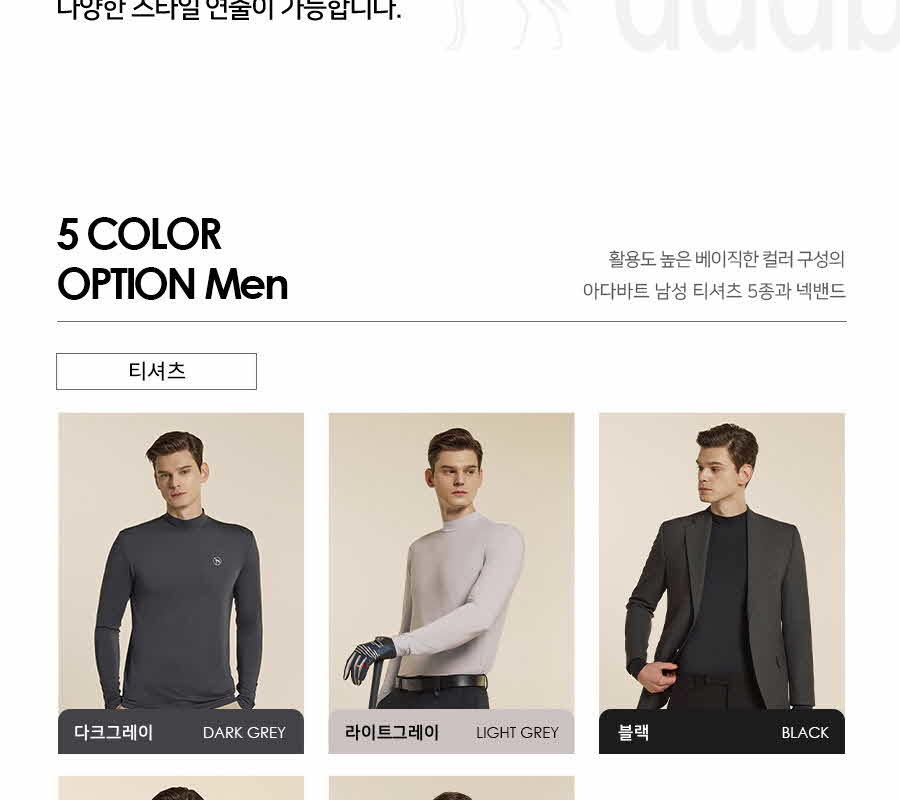 다양한 스타일 연출이 가능합니다.
5 COLOR
OPTION Men
활용도 높은 베이직한 컬러 구성의
아다바트 남성 티셔츠 5종과 넥밴드
티셔츠
다크그레이 DARK GREY
라이트그레이 LIGHT GREY
블랙 BLACK